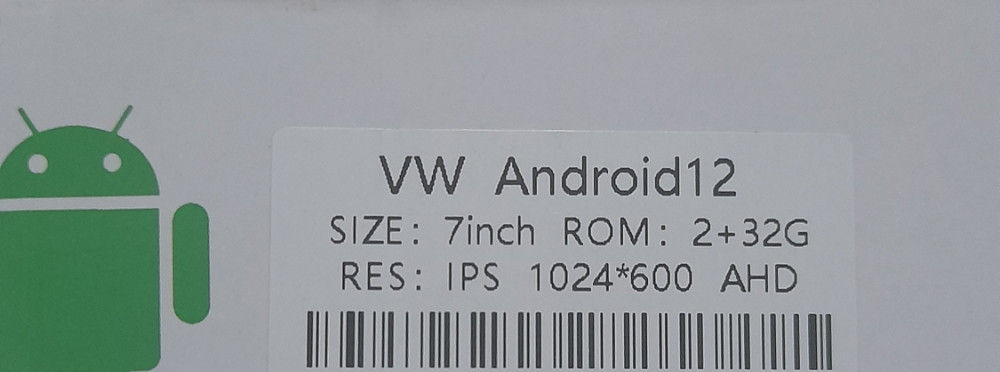 VW Android12
SIZE: 7inch ROM: 2+32G
RES: IPS 1024*600 AHD